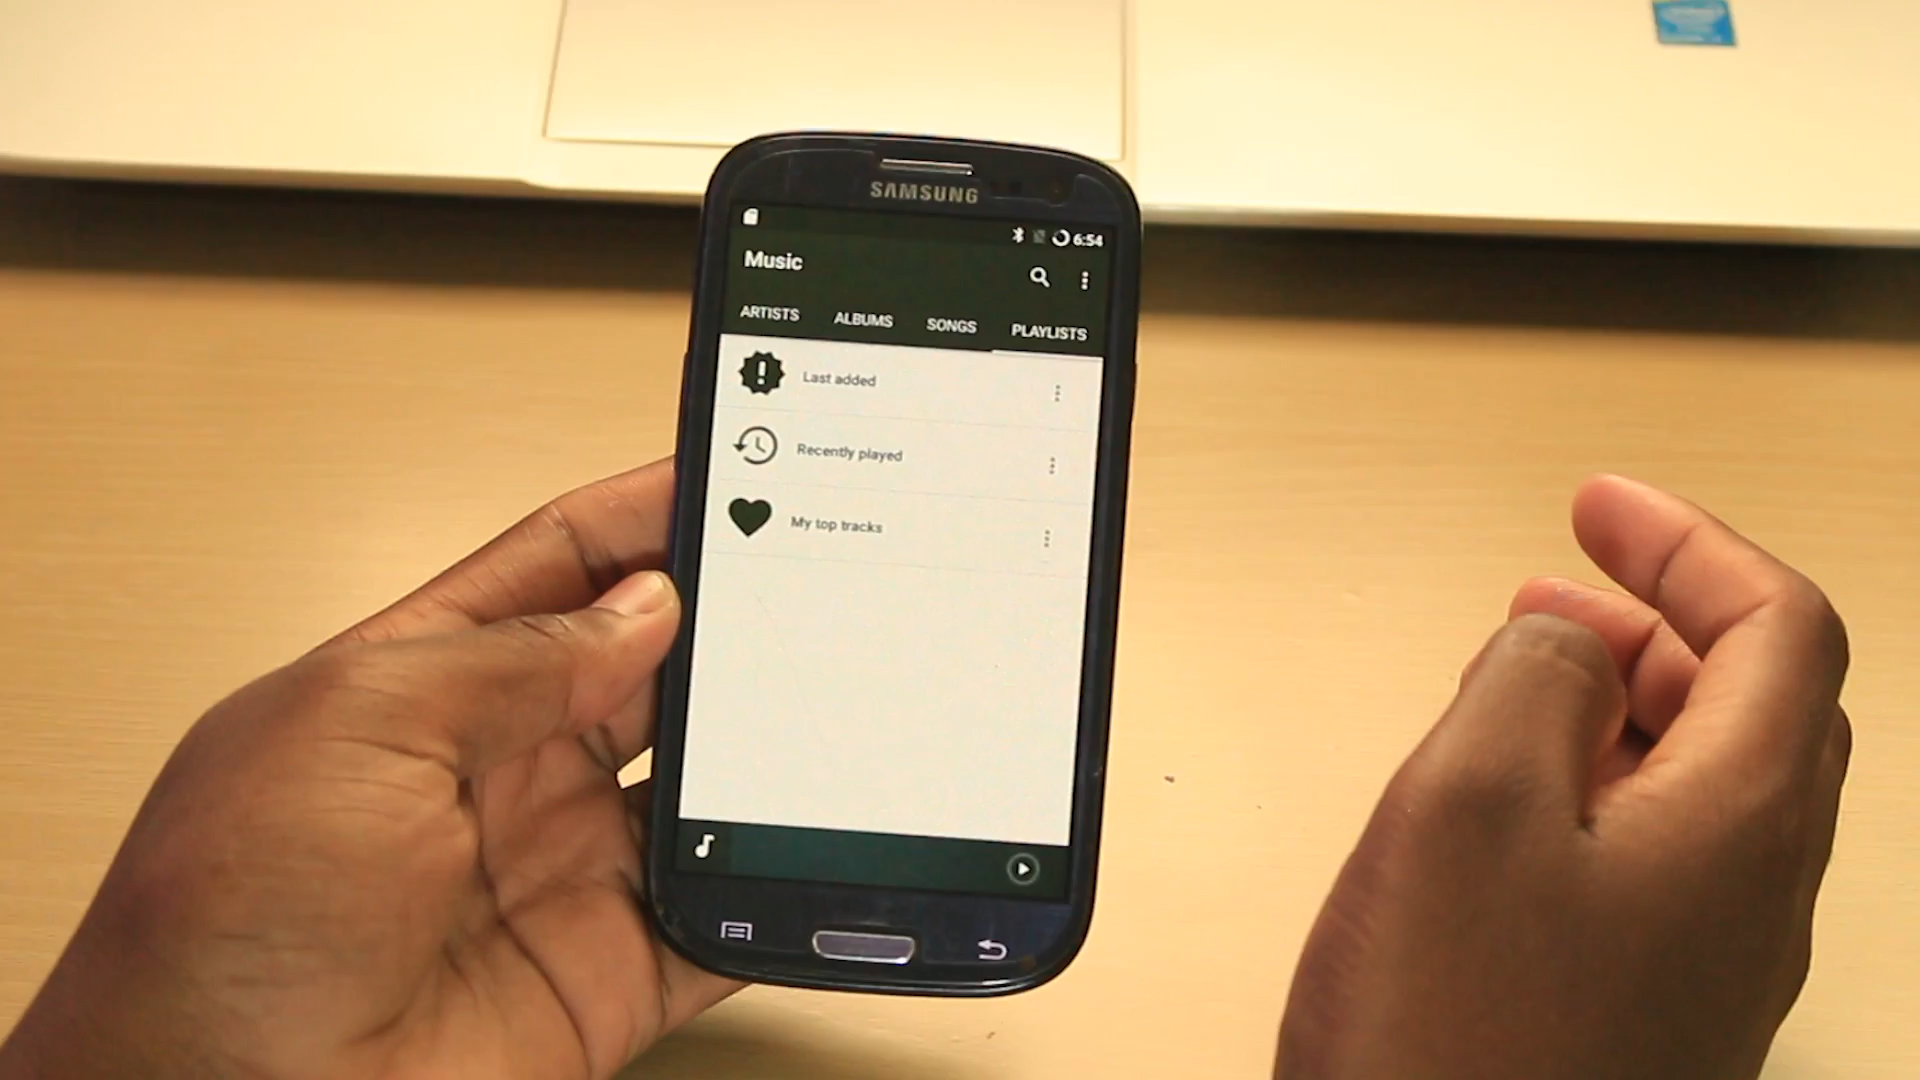 SAMSUNG
6:54
Music
ARTISTS ALBUMS SONGS PLAYLISTS
Last added
Recently played
My top tracks